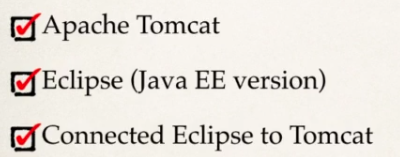 Apache Tomcat
Eclipse (Java EE version)
Connected Eclipse to Tomcat